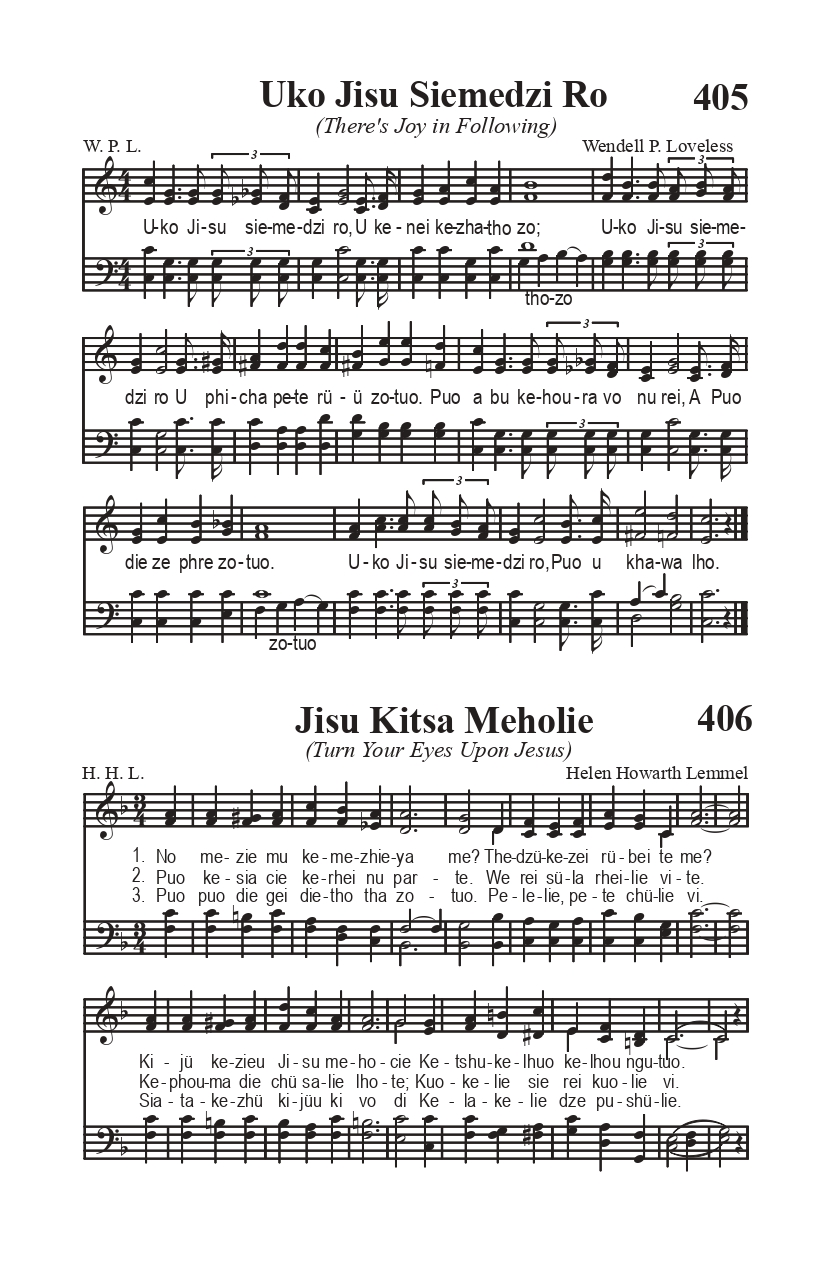 Uko Jisu Siemedzi Ro 405
(There's Joy in Following)
W. P. L. Wendell P. Loveless
3 3
U-ko Ji-su sie-me-dzi ro, U ke-nei ke-zha-tho zo; U-ko Ji-su sie-me-
3 3
tho-zo
3
dzi ro U phi-cha pe-te rü-ü zo-tuo. Puo a bu ke-hou-ra vo nu rei, A Puo
3
3
die ze phre zo-tuo. U-ko Ji-su sie-me-dzi ro, Puo u kha-wa lho.
3
zo-tuo
Jisu Kitsa Meholie 406
(Turn Your Eyes Upon Jesus)
H. H. L. Helen Howarth Lemmel
1. No me-zie mu ke-me-zhie-ya me? The-dzü-ke-zei rü-bei te me?
2. Puo ke-sia cie ke-rhei nu par-te. We rei sü-la rhei-lie vi-te.
3. Puo puo die gei die-tho tha zo-tuo. Pe-le-lie, pe-te chü-lie vi.
Ki-jü ke-zieu Ji-su me-ho-cie Ke-tshu-ke-lhuo ke-lhou ngu-tuo.
Ke-phou-ma die chü sa-lie lho-te; Kuo-ke-lie sie rei kuo-lie vi.
Sia-ta-ke-zhü ki-jüu ki vo di Ke-la-ke-lie dze pu-shü-lie.